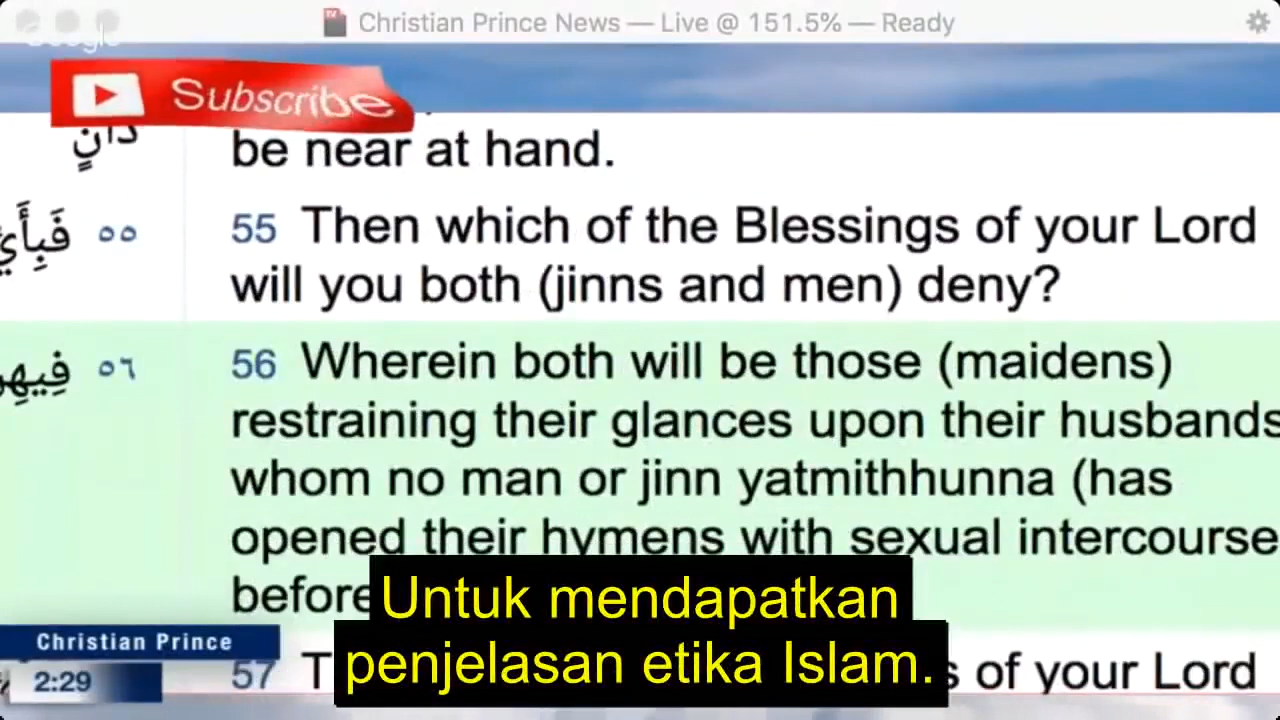 Christian Prince News — Live @ 151.5% — Ready
Google
Subscribe
دَانٍ
be near at hand.
٥٥
55 Then which of the Blessings of your Lord
will you both (jinns and men) deny?
٥٦
56 Wherein both will be those (maidens)
restraining their glances upon their husbands
whom no man or jinn yatmithhunna (has
opened their hymens with sexual intercourse
before
Untuk mendapatkan
penjelasan etika Islam.
Christian Prince
2:29
57 of your Lord